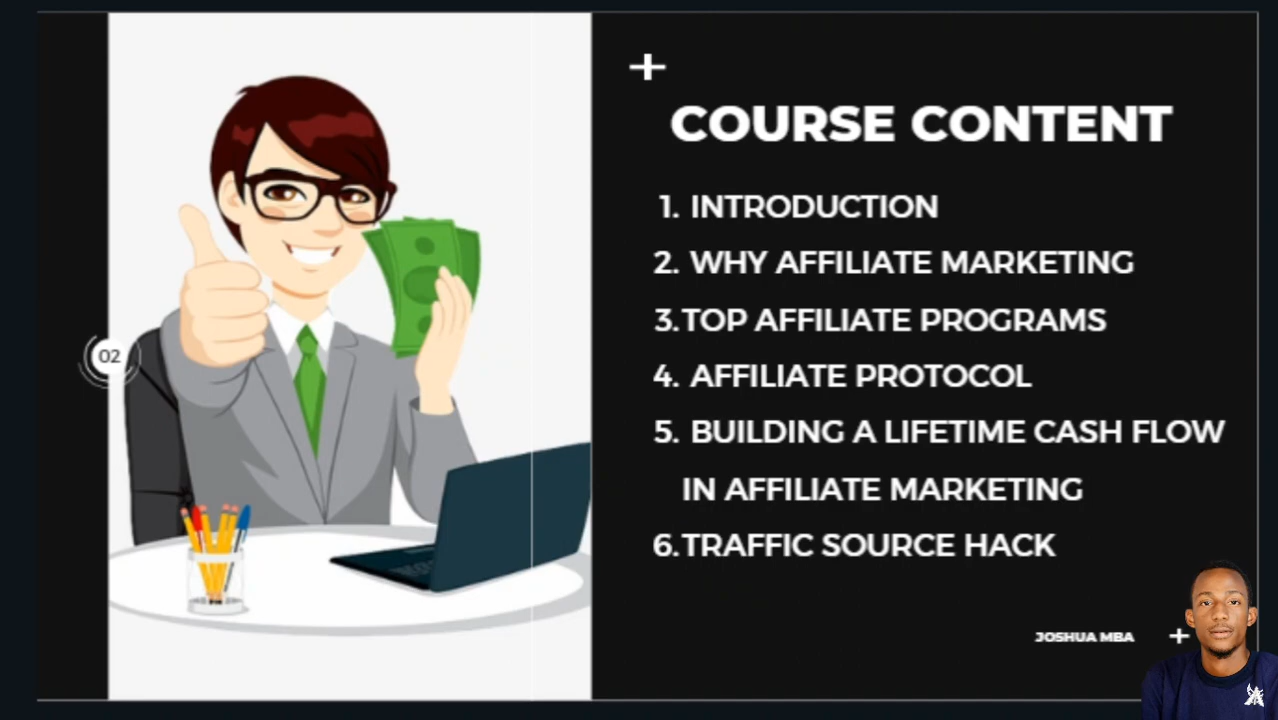 COURSE CONTENT
1. INTRODUCTION
2. WHY AFFILIATE MARKETING
3.TOP AFFILIATE PROGRAMS
4. AFFILIATE PROTOCOL
5. BUILDING A LIFETIME CASH FLOW
IN AFFILIATE MARKETING
6.TRAFFIC SOURCE HACK
02
JOSHUA MBA